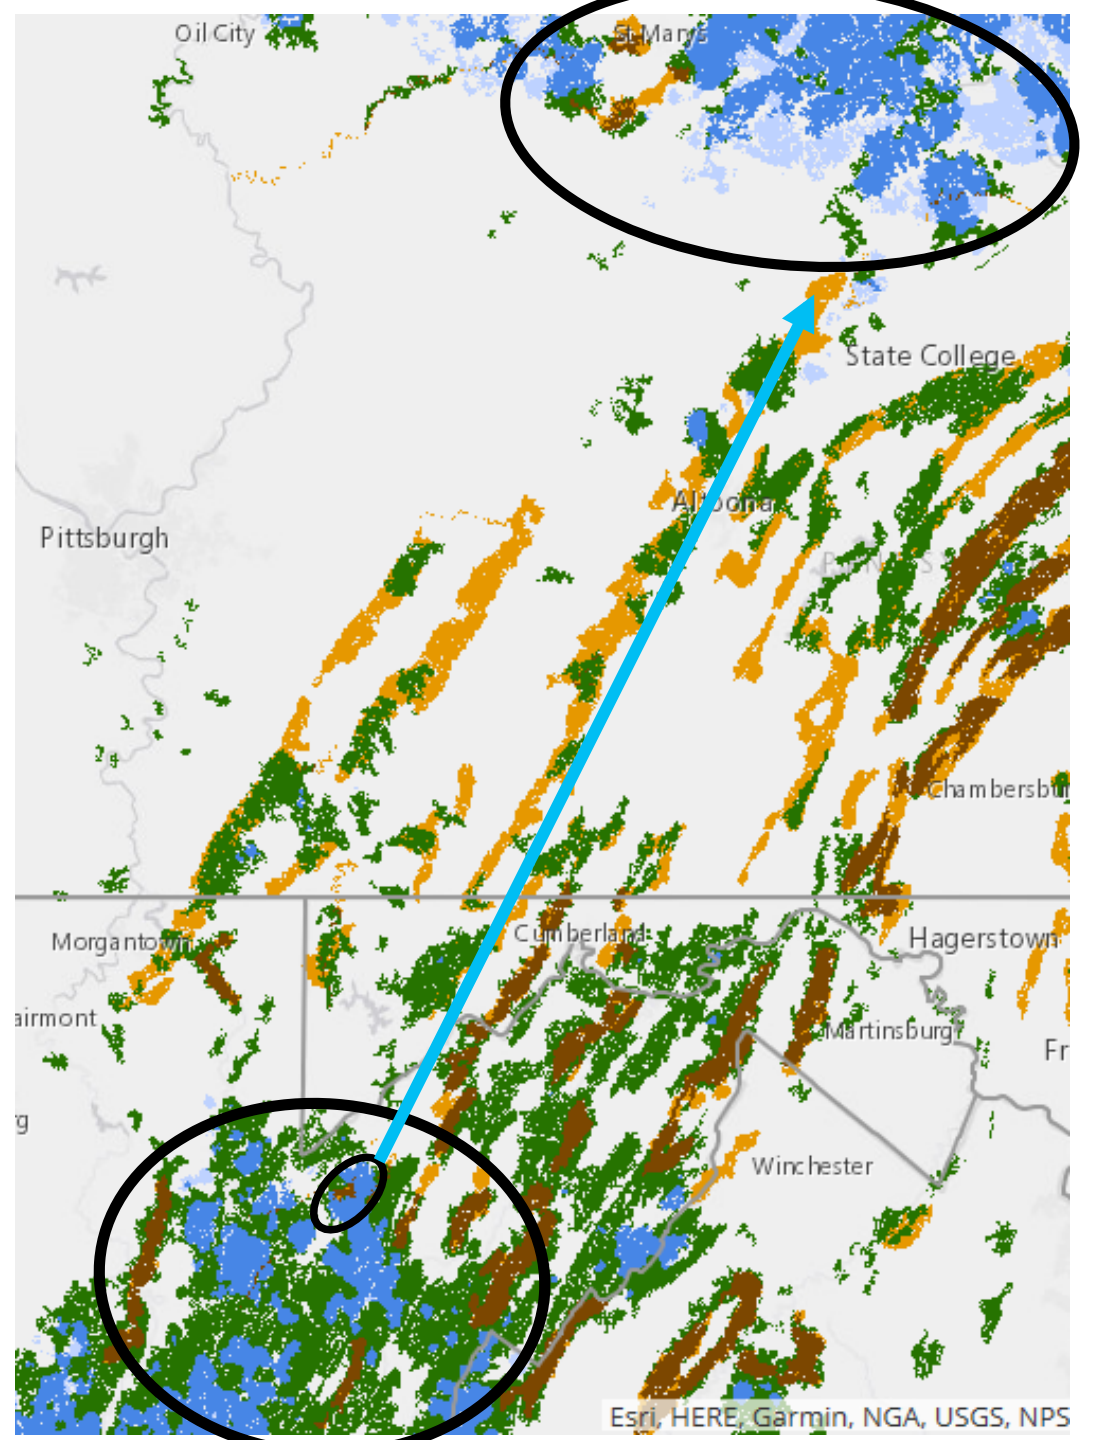 Oil City
St Marys
State College
Altoona
Pittsburgh
Chambersbu
Cumberland
Morgantown
Hagerstown
airmont
Martinsburg
Fr
g
Winchester
Esri, HERE, Garmin, NGA, USGS, NPS